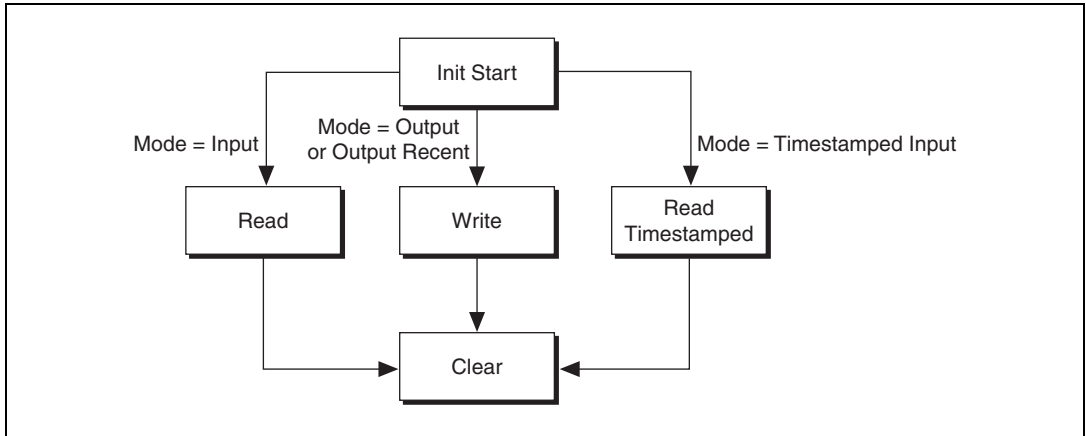 Init Start
Mode = Input
Mode = Output
or Output Recent
Mode = Timestamped Input
Read
Write
Read
Timestamped
Clear